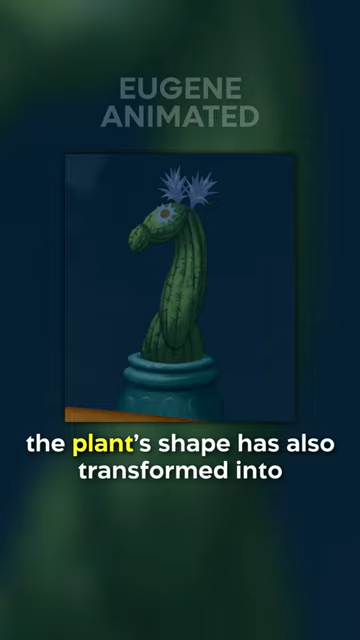 EUGENE
ANIMATED
the plant's shape has also
transformed into